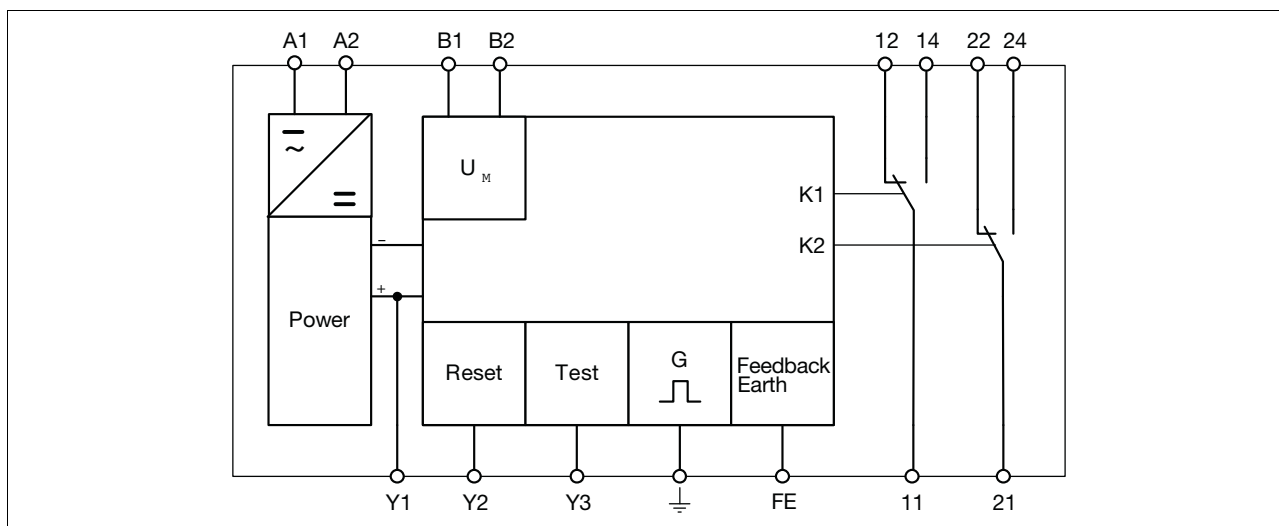 A1 A2 B1 B2 12 14 22 24
U M
K1
K2
− 
+
Power
Reset Test G Feedback
Earth
Y1 Y2 Y3 FE 11 21